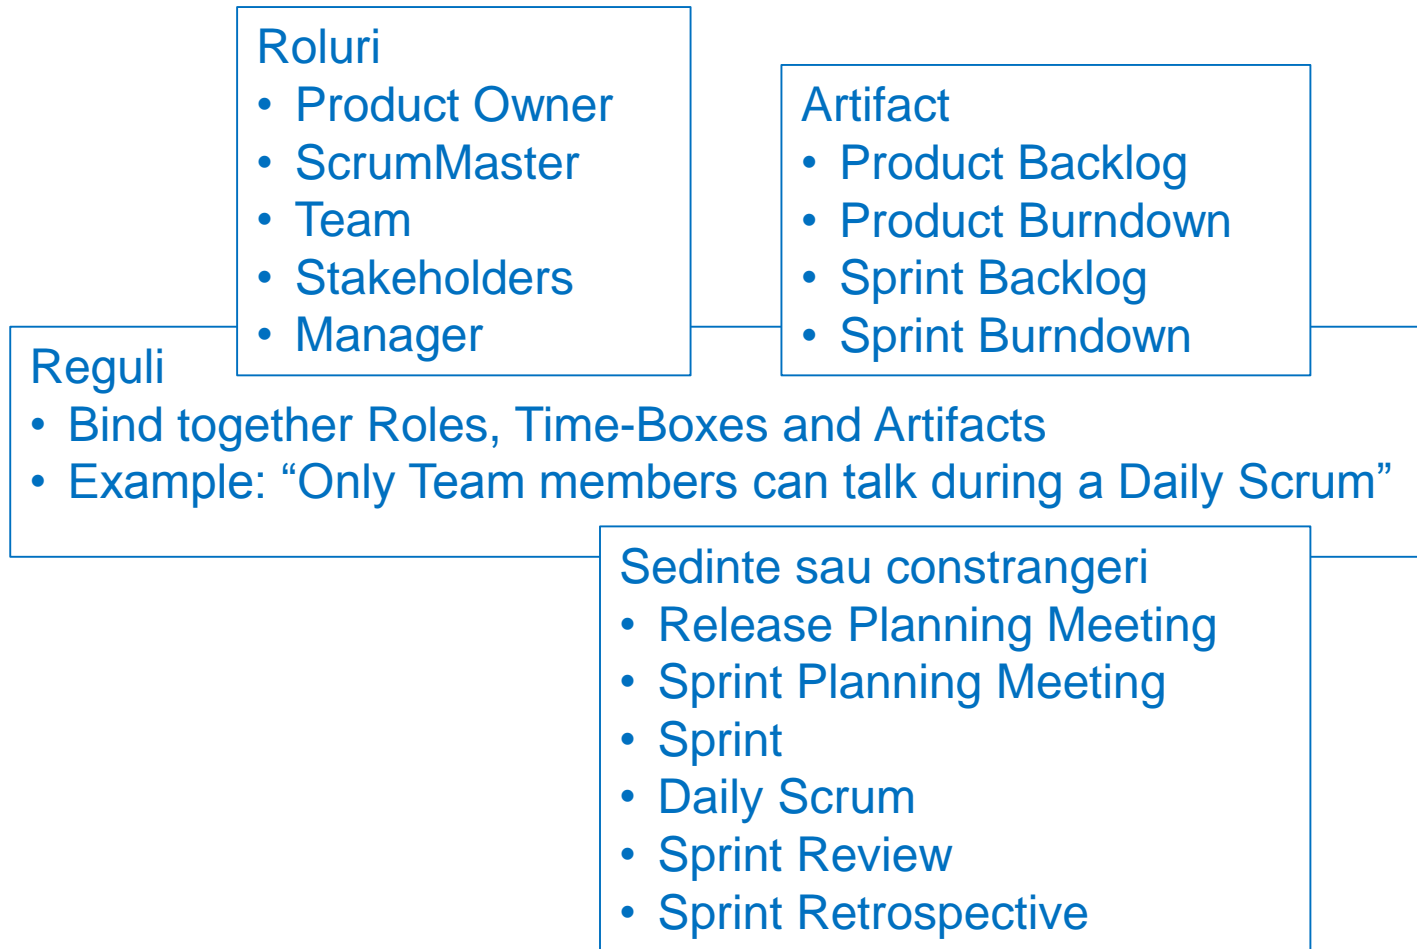 Roluri
• Product Owner
• ScrumMaster
• Team
• Stakeholders
• Manager
Artifact
• Product Backlog
• Product Burndown
• Sprint Backlog
• Sprint Burndown
Reguli
• Bind together Roles, Time-Boxes and Artifacts
• Example: “Only Team members can talk during a Daily Scrum”
Sedinte sau constrangeri
• Release Planning Meeting
• Sprint Planning Meeting
• Sprint
• Daily Scrum
• Sprint Review
• Sprint Retrospective